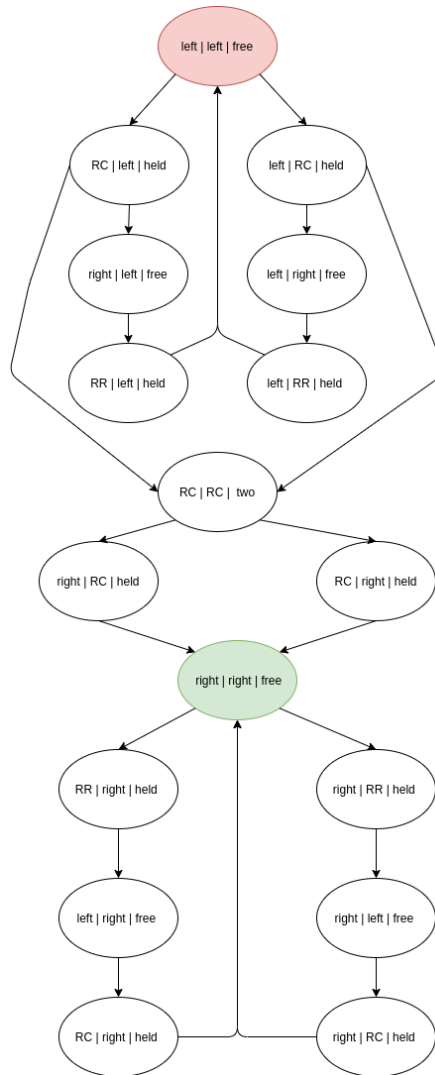 left | left | free
RC | left | held
left | RC | held
right | left | free
left | right | free
RR | left | held
left | RR | held
RC | RC | two
right | RC | held
RC | right | held
right | right | free
RR | right | held
right | RR | held
left | right | free
right | left | free
RC | right | held
right | RC | held